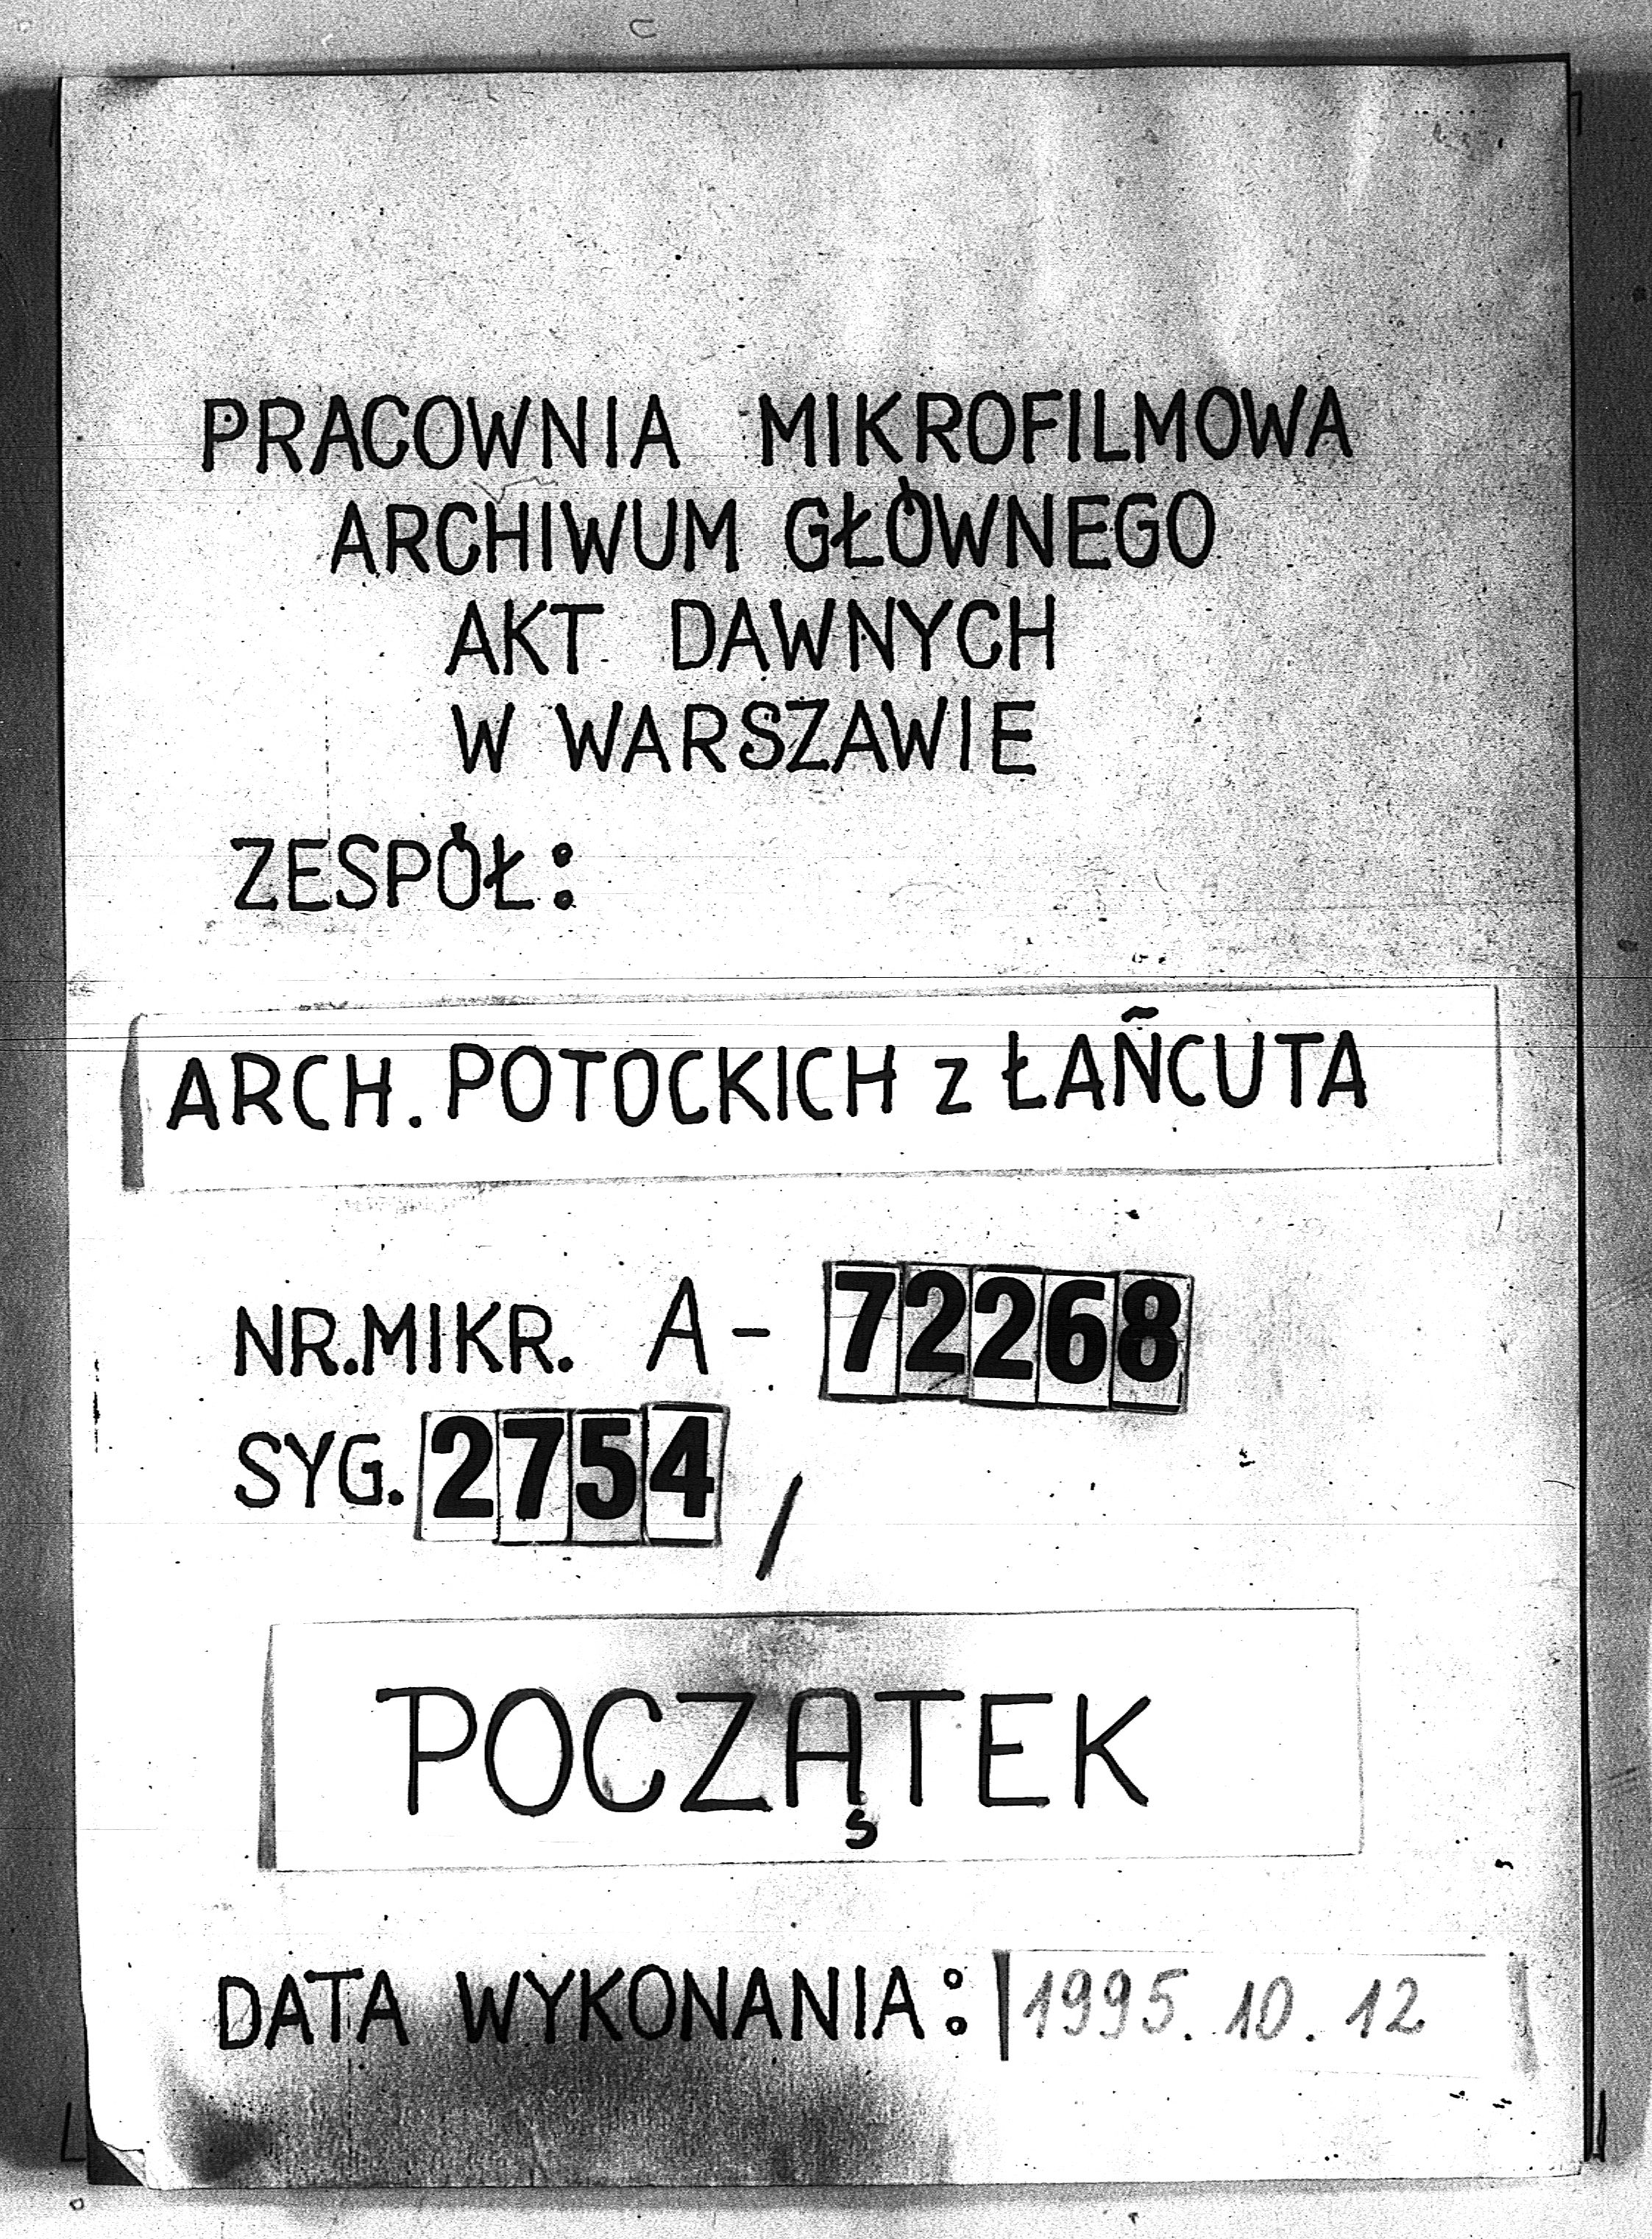 PRACOWNIA MIKROFILMOWA
ARCHIWUM GŁÓWNEGO
AKT DAWNYCH
W WARSZAWIE
ZESPÓŁ:
ARCH. POTOCKICH z ŁAŃCUTA
NR.MIKR. A-72268
SYG. 2754 /
POCZĄTEK
DATA WYKONANIA: 1995.10.12